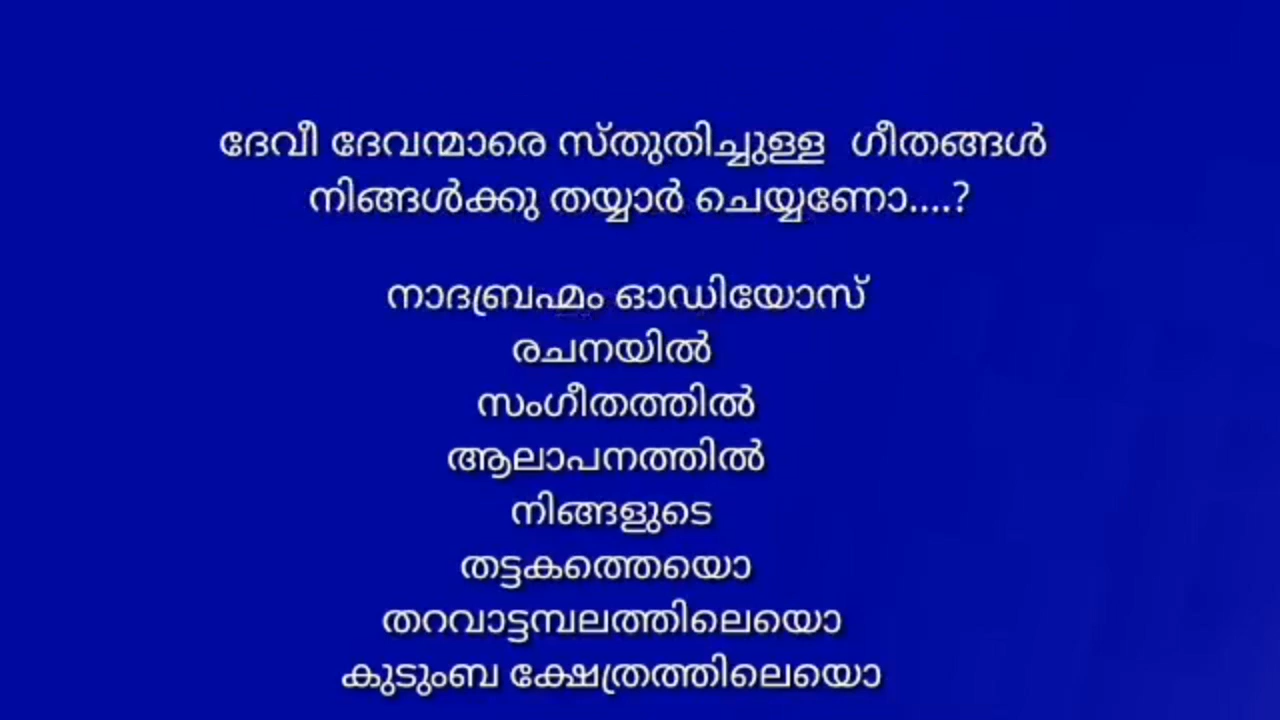 ദേവീ ദേവന്മാരെ സ്തുതിച്ചുള്ള ഗീതങ്ങൾ
നിങ്ങൾക്കു തയ്യാർ ചെയ്യണോ....?
നാദബ്രഹ്മം ഓഡിയോസ്
രചനയിൽ
സംഗീതത്തിൽ
ആലാപനത്തിൽ
നിങ്ങളുടെ
തട്ടകത്തെയൊ
തറവാട്ടമ്പലത്തിലെയൊ
കുടുംബ ക്ഷേത്രത്തിലെയൊ